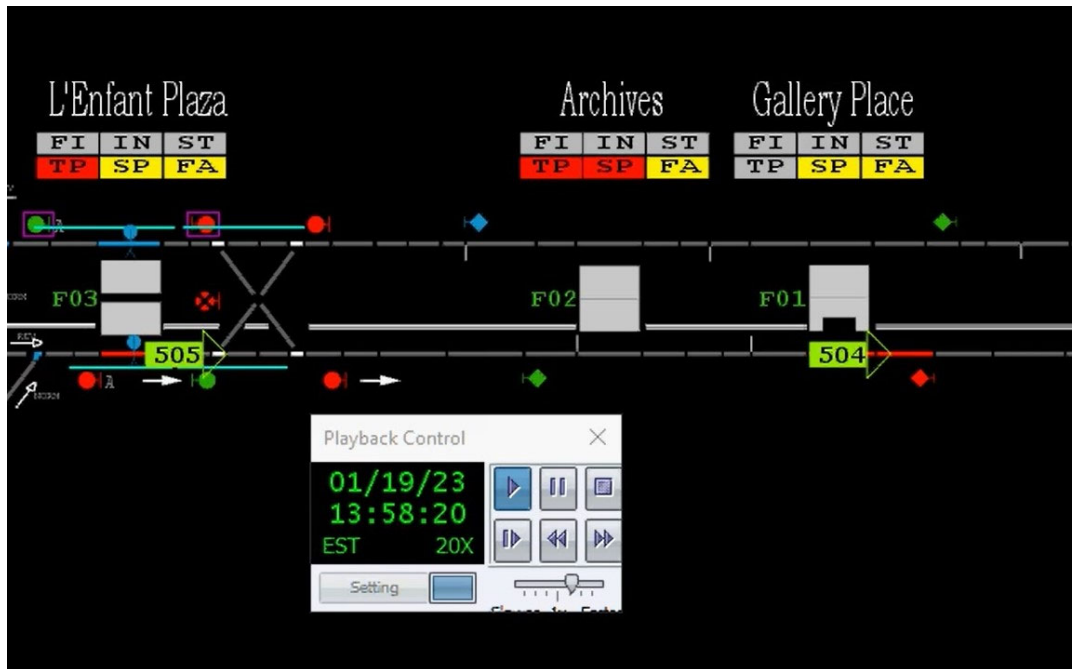 L'Enfant Plaza
Archives
Gallery Place
FI IN ST
TP SP FA
FI IN ST
TP SP FA
FI IN ST
TP SP FA
A
F03
F02
F01
505
504
A
NORM
Playback Control
01/19/23
13:58:20
EST 20X
Setting